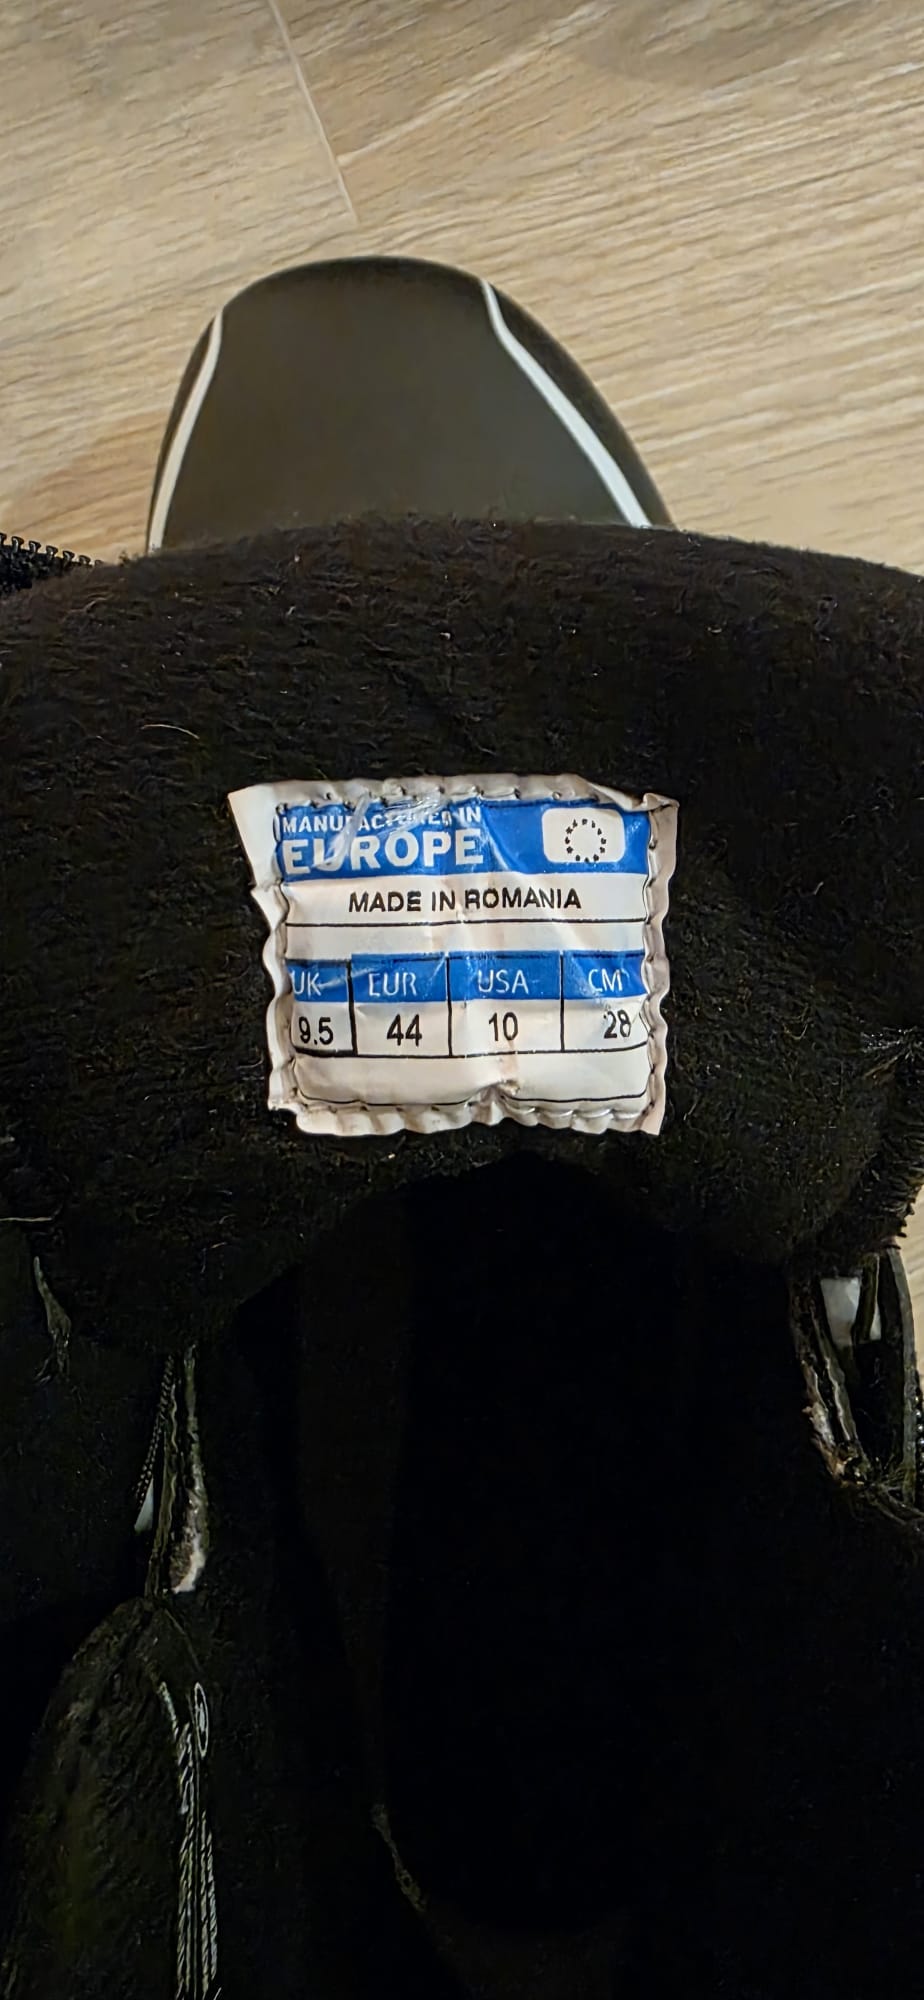 MANUFACTURED IN
EUROPE
MADE IN ROMANIA
UK EUR USA CM
9.5 44 10 28